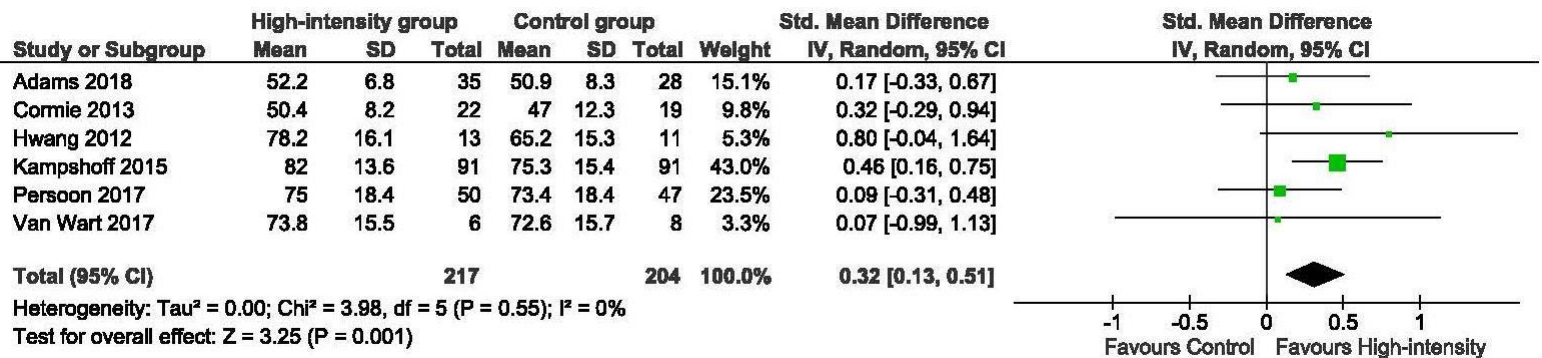 High-intensity group Control group Std. Mean Difference Std. Mean Difference
Study or Subgroup Mean SD Total Mean SD Total Weight IV, Random, 95% CI IV, Random, 95% CI
Adams 2018 52.2 6.8 35 50.9 8.3 28 15.1% 0.17 [-0.33, 0.67]
Cormie 2013 50.4 8.2 22 47 12.3 19 9.8% 0.32 [-0.29, 0.94]
Hwang 2012 78.2 16.1 13 65.2 15.3 11 5.3% 0.80 [-0.04, 1.64]
Kampshoff 2015 82 13.6 91 75.3 15.4 91 43.0% 0.46 [0.16, 0.75]
Persoon 2017 75 18.4 50 73.4 18.4 47 23.5% 0.09 [-0.31, 0.48]
Van Wart 2017 73.8 15.5 6 72.6 15.7 8 3.3% 0.07 [-0.99, 1.13]
Total (95% CI) 217 204 100.0% 0.32 [0.13, 0.51]
Heterogeneity: Tau² = 0.00; Chi² = 3.98, df = 5 (P = 0.55); I² = 0%
Test for overall effect: Z = 3.25 (P = 0.001)
-1 -0.5 0 0.5 1
Favours Control Favours High-intensity